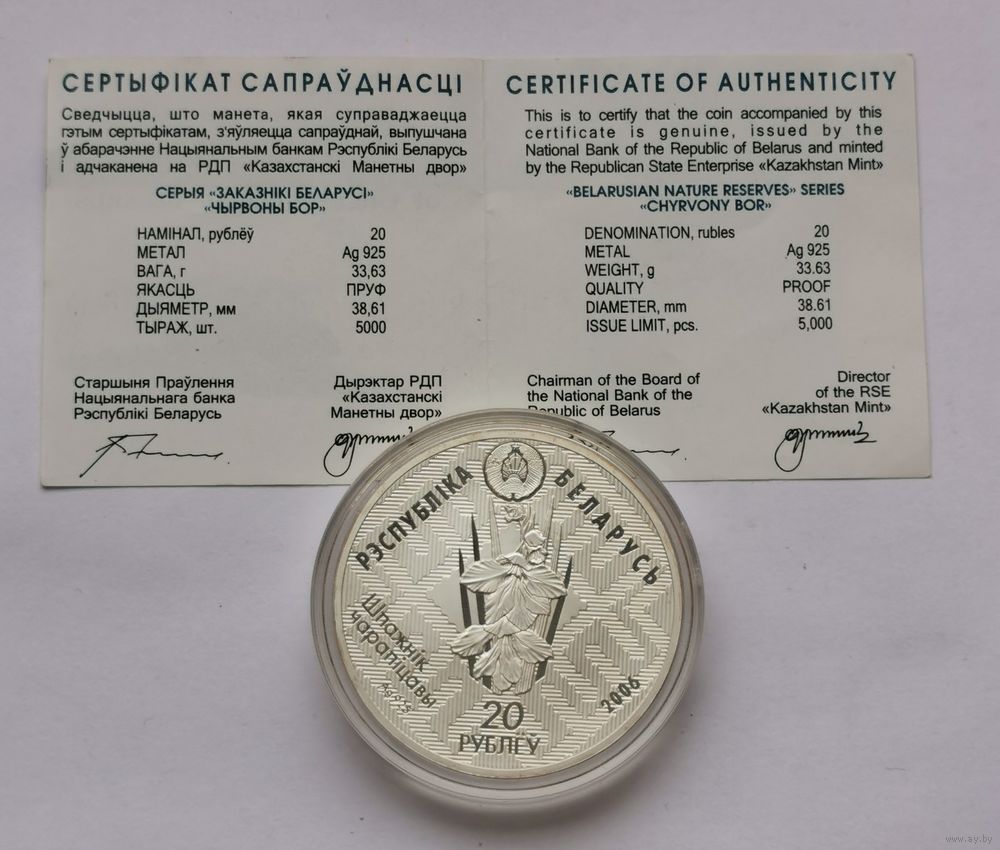 СЕРТЫФІКАТ САПРАЎДНАСЦІ
Сведчыцца, што манета, якая суправаджаецца
гэтым сертыфікатам, з'яўляецца сапраўднай, выпушчана
ў абарачэнне Нацыянальным банкам Рэспублікі Беларусь
і адчаканена на РДП «Казахстанскі Манетны двор»
СЕРЫЯ «ЗАКАЗНІКІ БЕЛАРУСІ»
«ЧЫРВОНЫ БОР»
НАМІНАЛ, рублёў 20
МЕТАЛ Ag 925
ВАГА, г 33,63
ЯКАСЦЬ ПРУФ
ДЫЯМЕТР, мм 38,61
ТЫРАЖ, шт. 5000
Старшыня Праўлення
Нацыянальнага банка
Рэспублікі Беларусь
Дырэктар РДП
«Казахстанскі
Манетны двор»
CERTIFICATE OF AUTHENTICITY
This is to certify that the coin accompanied by this
certificate is genuine, issued by the
National Bank of the Republic of Belarus and minted
by the Republican State Enterprise «Kazakhstan Mint»
«BELARUSIAN NATURE RESERVES» SERIES
«CHYRVONY BOR»
DENOMINATION, rubles 20
METAL Ag 925
WEIGHT, g 33.63
QUALITY PROOF
DIAMETER, mm 38.61
ISSUE LIMIT, pcs. 5,000
Chairman of the Board of
the National Bank of the
Republic of Belarus
Director
of the RSE
«Kazakhstan Mint»
РЭСПУБЛІКА БЕЛАРУСЬ
Шпажнік
чарапіцавы
Ag 925
2006
20
РУБЛЁЎ
www.ay.by